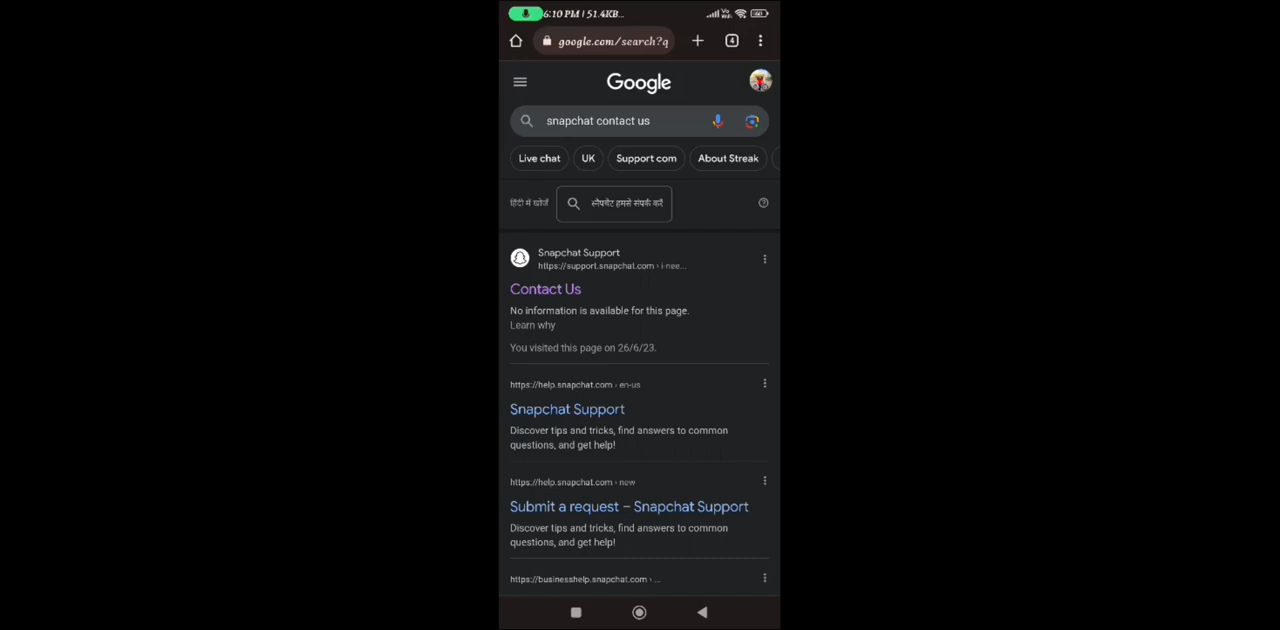 6:10 PM | 51.4KB...
google.com/search?q
4
Google
snapchat contact us
Live chat
UK
Support com
About Streak
हिंदी में खोजें
स्नैपचैट हमसे संपर्क करें
Snapchat Support
https://support.snapchat.com › i-nee...
Contact Us
No information is available for this page.
Learn why
You visited this page on 26/6/23.
https://help.snapchat.com › en-us
Snapchat Support
Discover tips and tricks, find answers to common
questions, and get help!
https://help.snapchat.com › new
Submit a request – Snapchat Support
Discover tips and tricks, find answers to common
questions, and get help!
https://businesshelp.snapchat.com › ...